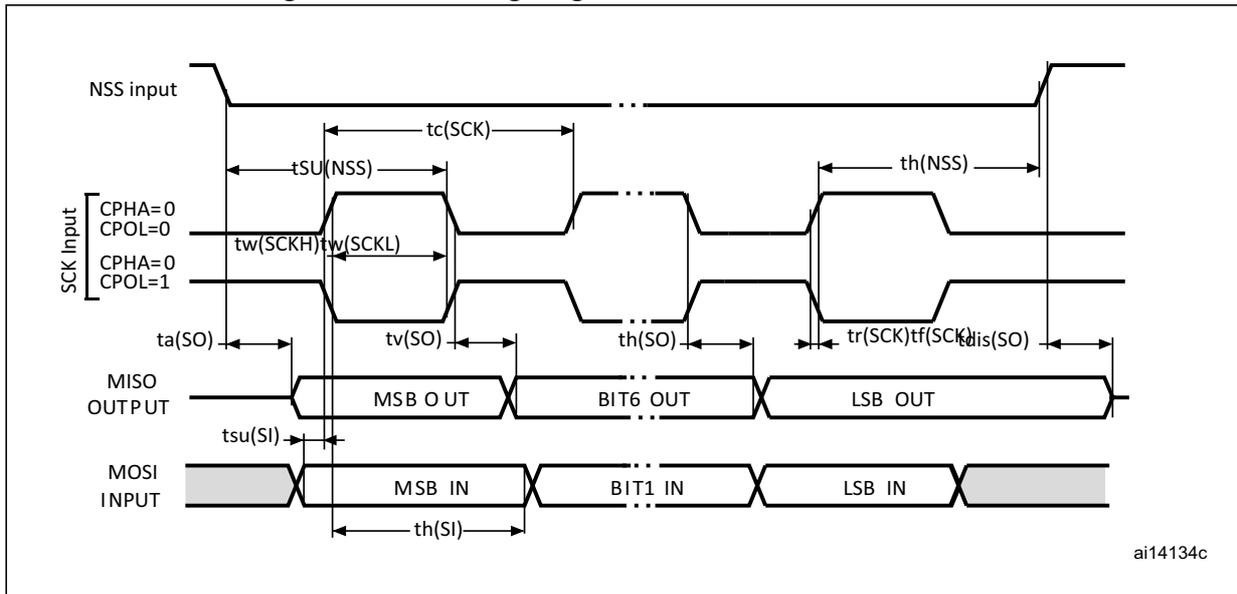 NSS input
tc(SCK)
tSU(NSS)
th(NSS)
SCK Input
CPHA=0
CPOL=0
tw(SCKH)
tw(SCKL)
CPHA=0
CPOL=1
ta(SO)
tv(SO)
th(SO)
tr(SCK)
tf(SCK)
tdis(SO)
MISO
OUTPUT
MSB OUT
BIT6 OUT
LSB OUT
tsu(SI)
MOSI
INPUT
MSB IN
BIT1 IN
LSB IN
th(SI)
ai14134c